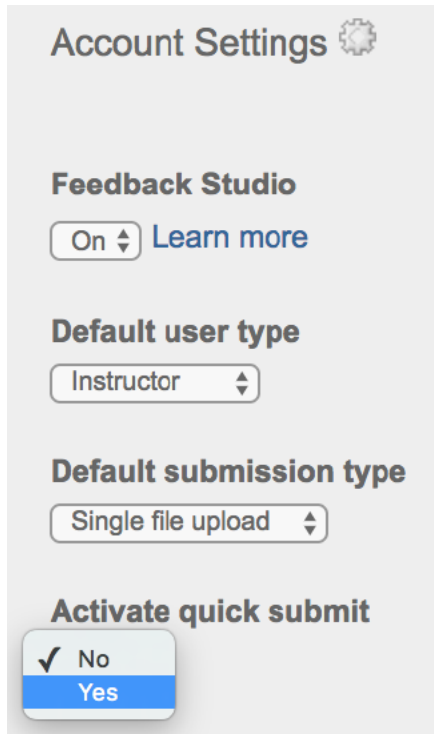 Account Settings
Feedback Studio
On Learn more
Default user type
Instructor
Default submission type
Single file upload
Activate quick submit
No
Yes